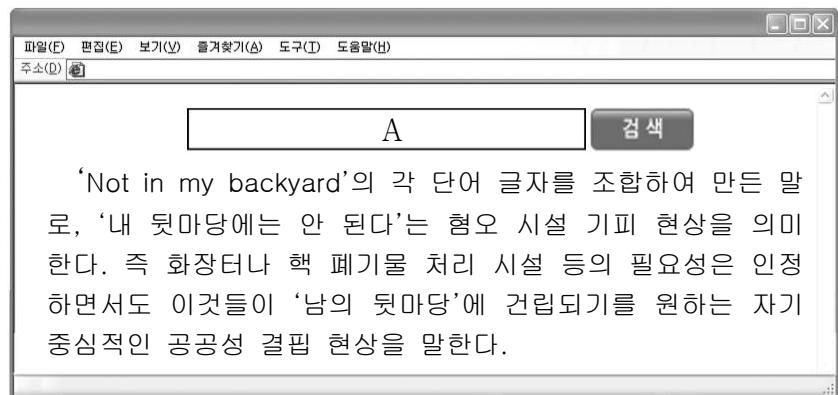 파일(F) 편집(E) 보기(V) 즐겨찾기(A) 도구(T) 도움말(H)
주소(D)
A 검색
‘Not in my backyard’의 각 단어 글자를 조합하여 만든 말
로, ‘내 뒷마당에는 안 된다’는 혐오 시설 기피 현상을 의미
한다. 즉 화장터나 핵 폐기물 처리 시설 등의 필요성은 인정
하면서도 이것들이 ‘남의 뒷마당’에 건립되기를 원하는 자기
중심적인 공공성 결핍 현상을 말한다.